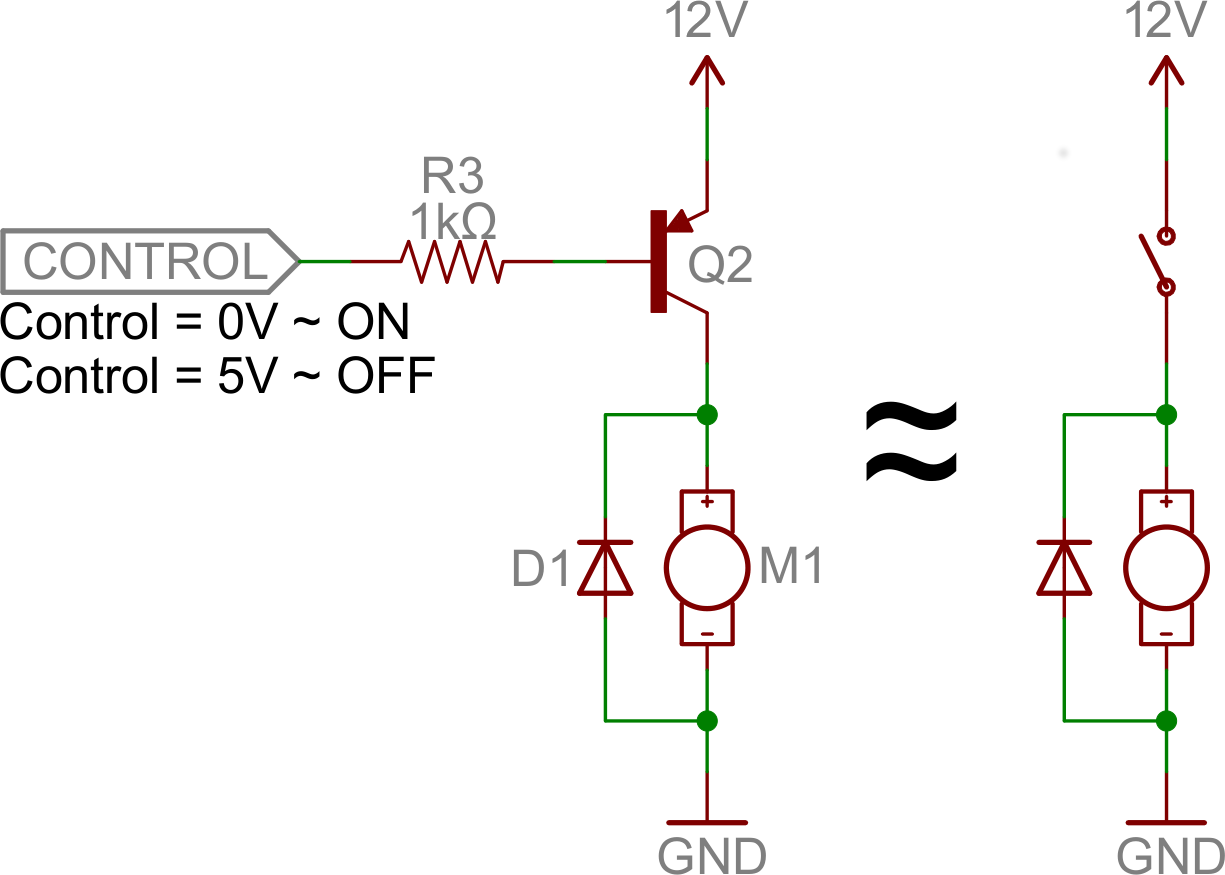 12V
12V
R3
1kΩ
CONTROL
Q2
Control = 0V ~ ON
Control = 5V ~ OFF
≈
+
+
D1
M1
-
-
GND
GND